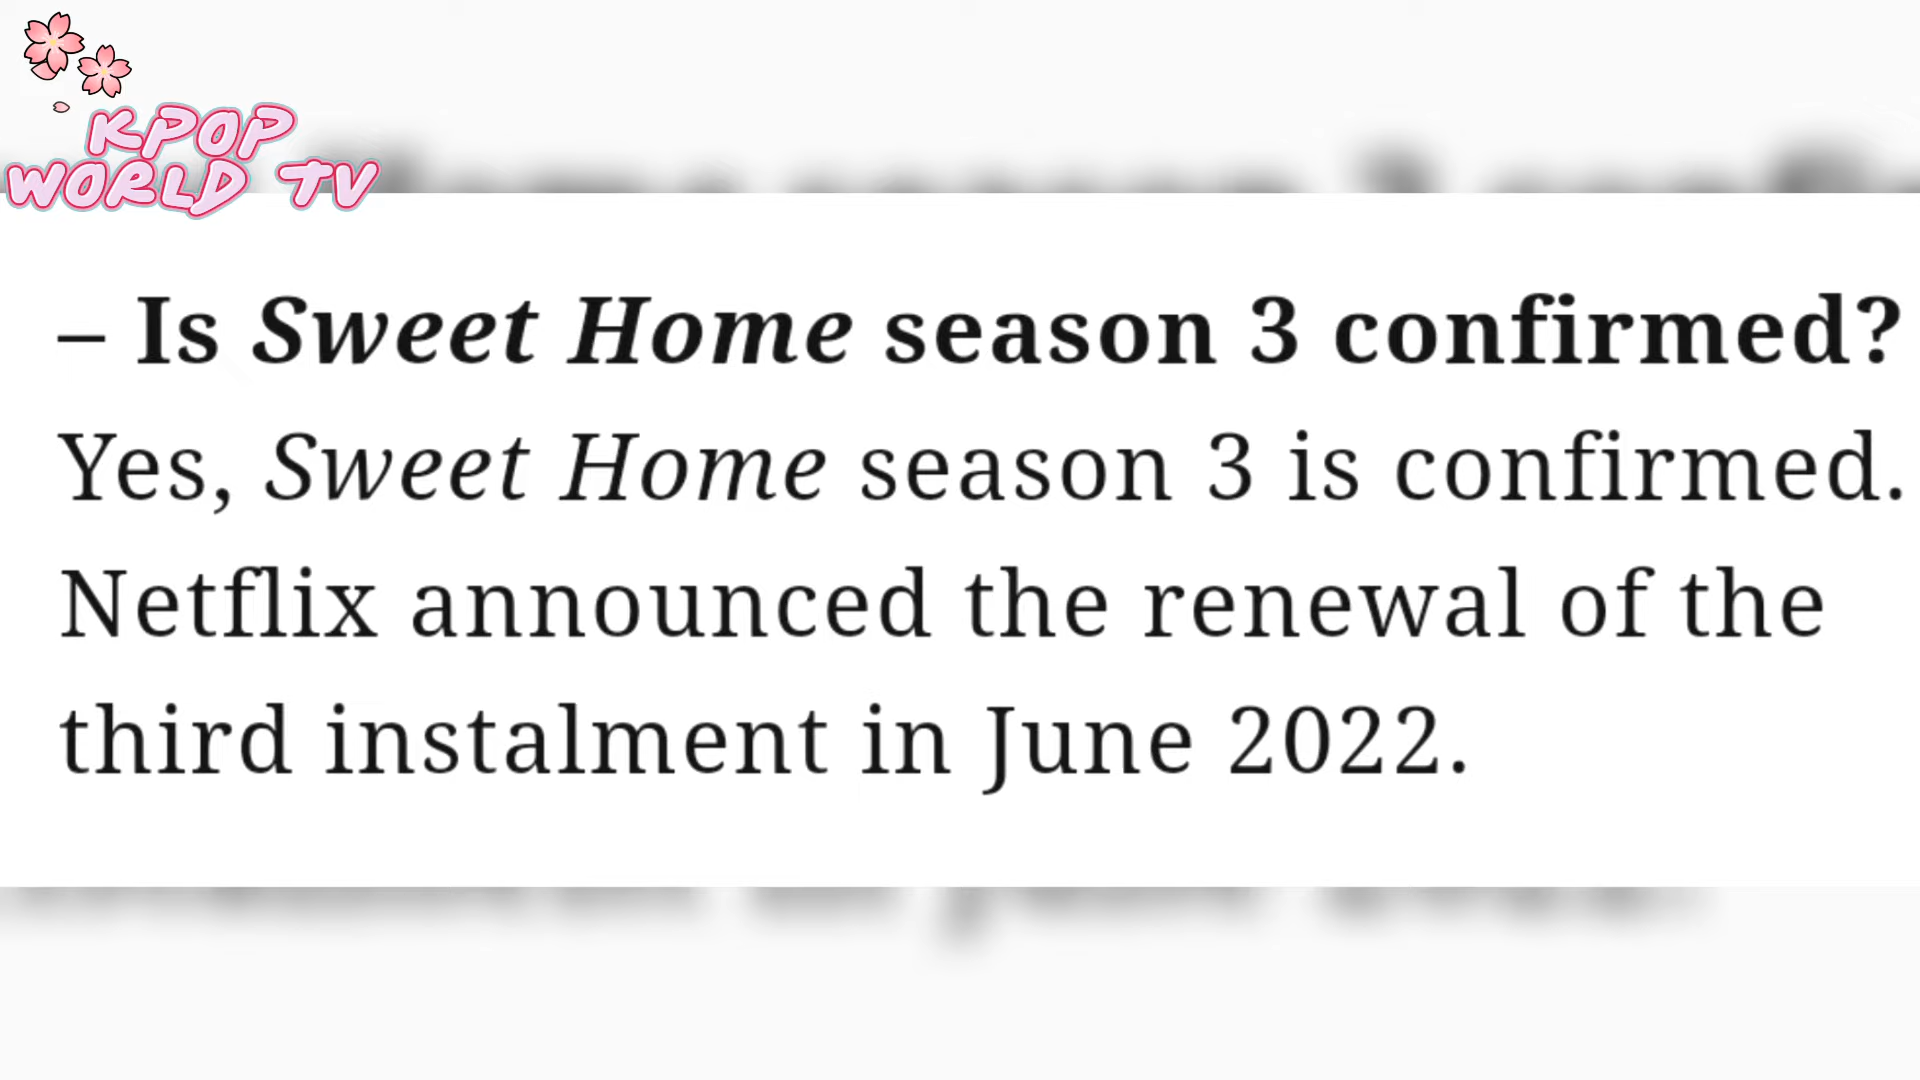 KPOP
WORLD TV
– Is Sweet Home season 3 confirmed?
Yes, Sweet Home season 3 is confirmed.
Netflix announced the renewal of the
third instalment in June 2022.